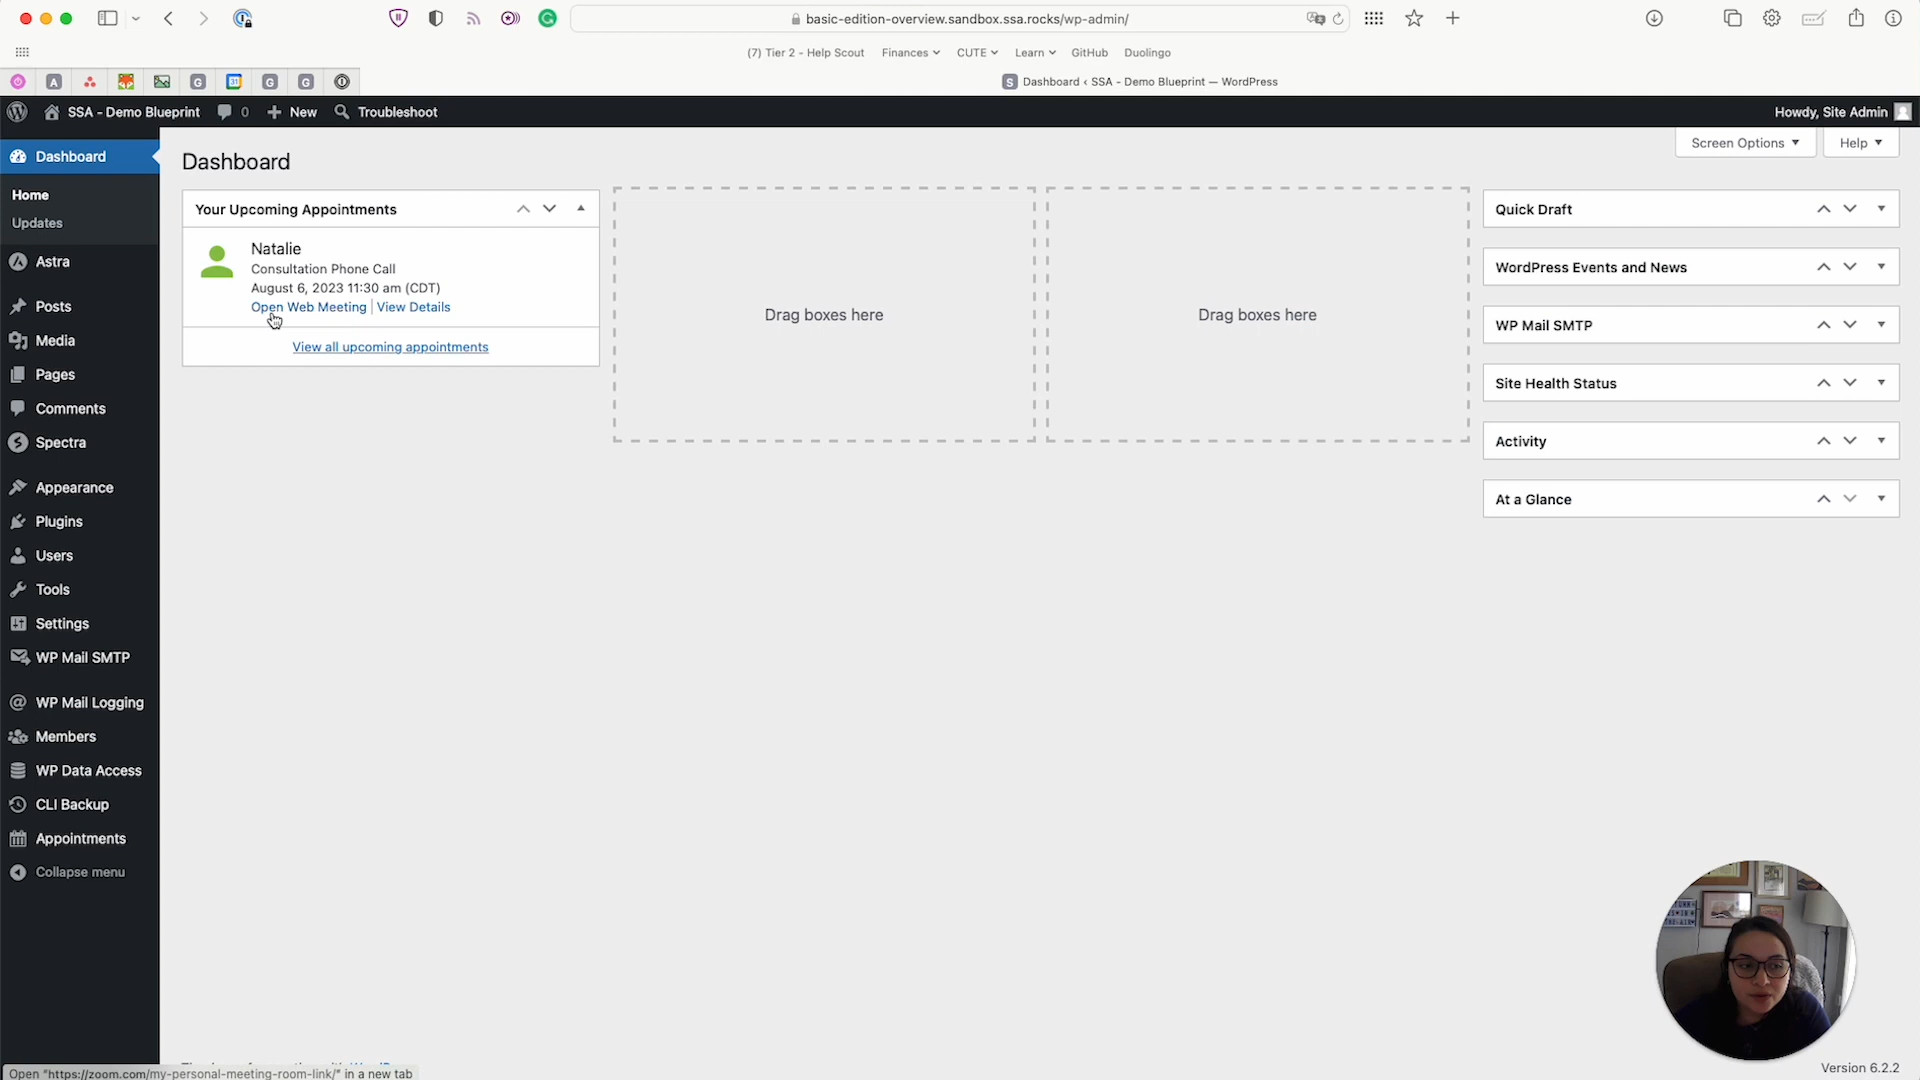 basic-edition-overview.sandbox.ssa.rocks/wp-admin/
(7) Tier 2 - Help Scout
Finances
CUTE
Learn
GitHub
Duolingo
Dashboard ‹ SSA - Demo Blueprint — WordPress
SSA - Demo Blueprint
0
New
Troubleshoot
Howdy, Site Admin
Dashboard
Home
Updates
Astra
Posts
Media
Pages
Comments
Spectra
Appearance
Plugins
Users
Tools
Settings
WP Mail SMTP
WP Mail Logging
Members
WP Data Access
CLI Backup
Appointments
Collapse menu
Dashboard
Screen Options
Help
Your Upcoming Appointments
Natalie
Consultation Phone Call
August 6, 2023 11:30 am (CDT)
Open Web Meeting | View Details
View all upcoming appointments
Drag boxes here
Drag boxes here
Quick Draft
WordPress Events and News
WP Mail SMTP
Site Health Status
Activity
At a Glance
Version 6.2.2
Open "https://zoom.com/my-personal-meeting-room-link/" in a new tab